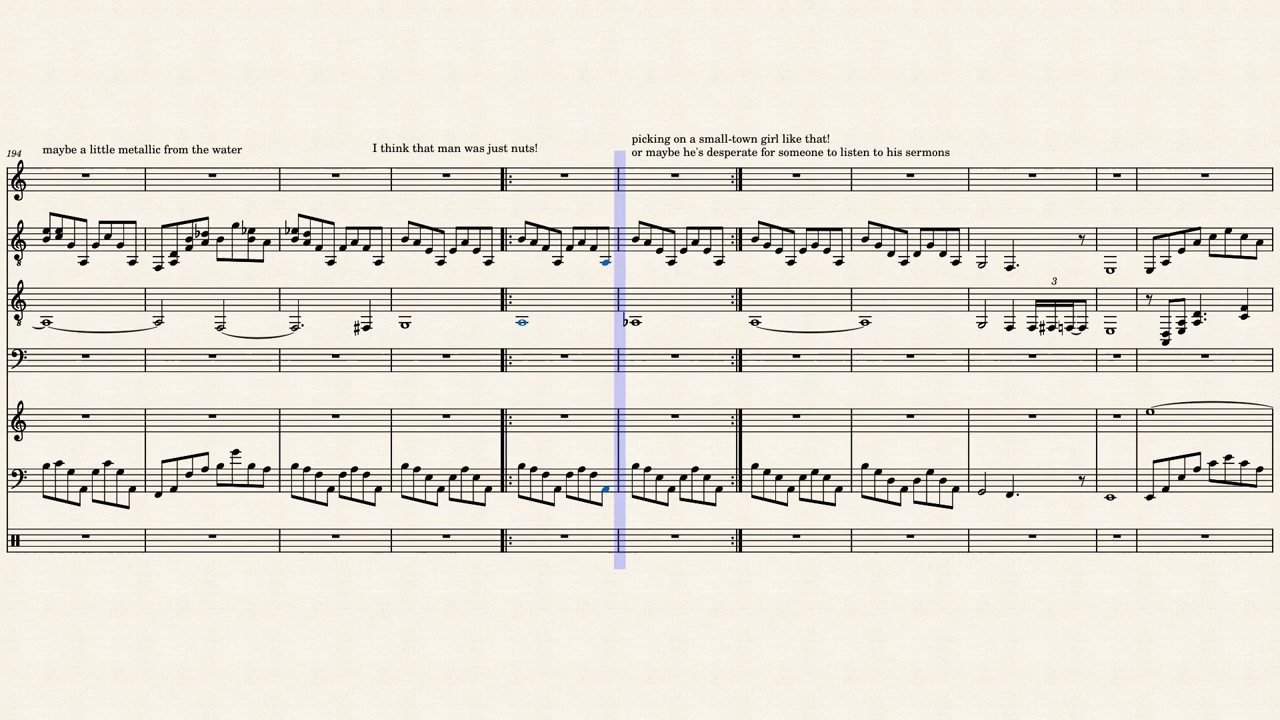 picking on a small-town girl like that!
194 maybe a little metallic from the water I think that man was just nuts! or maybe he's desperate for someone to listen to his sermons
3